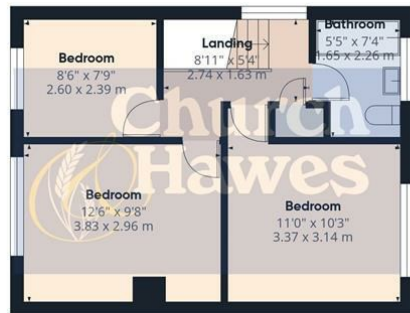 Bedroom
8'6" x 7'9"
2.60 x 2.39 m
Landing
8'11" x 5'4"
2.74 x 1.63 m
Bathroom
5'5" x 7'4"
1.65 x 2.26 m
Church
Hawes
Bedroom
12'6" x 9'8"
3.83 x 2.96 m
Bedroom
11'0" x 10'3"
3.37 x 3.14 m